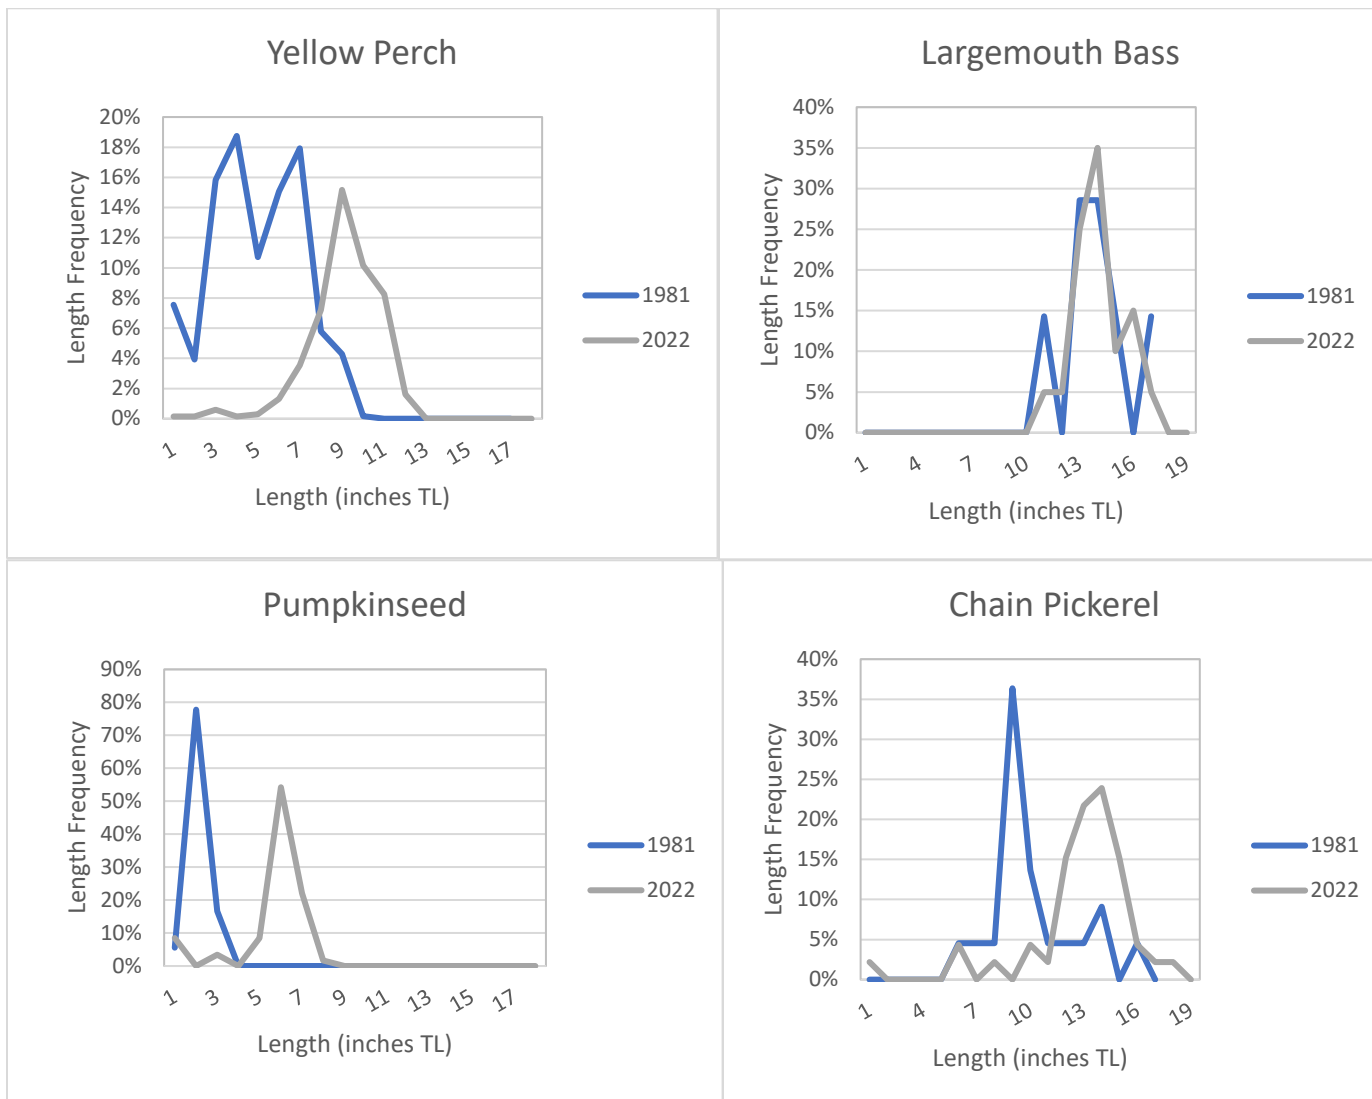 Yellow Perch
20%
18%
16%
14%
12%
10%
8%
6%
4%
2%
0%
Length Frequency
1 3 5 7 9 11 13 15 17
Length (inches TL)
1981
2022
Largemouth Bass
40%
35%
30%
25%
20%
15%
10%
5%
0%
Length Frequency
1 4 7 10 13 16 19
Length (inches TL)
1981
2022
Pumpkinseed
90%
80%
70%
60%
50%
40%
30%
20%
10%
0%
Length Frequency
1 3 5 7 9 11 13 15 17
Length (inches TL)
1981
2022
Chain Pickerel
40%
35%
30%
25%
20%
15%
10%
5%
0%
Length Frequency
1 4 7 10 13 16 19
Length (inches TL)
1981
2022